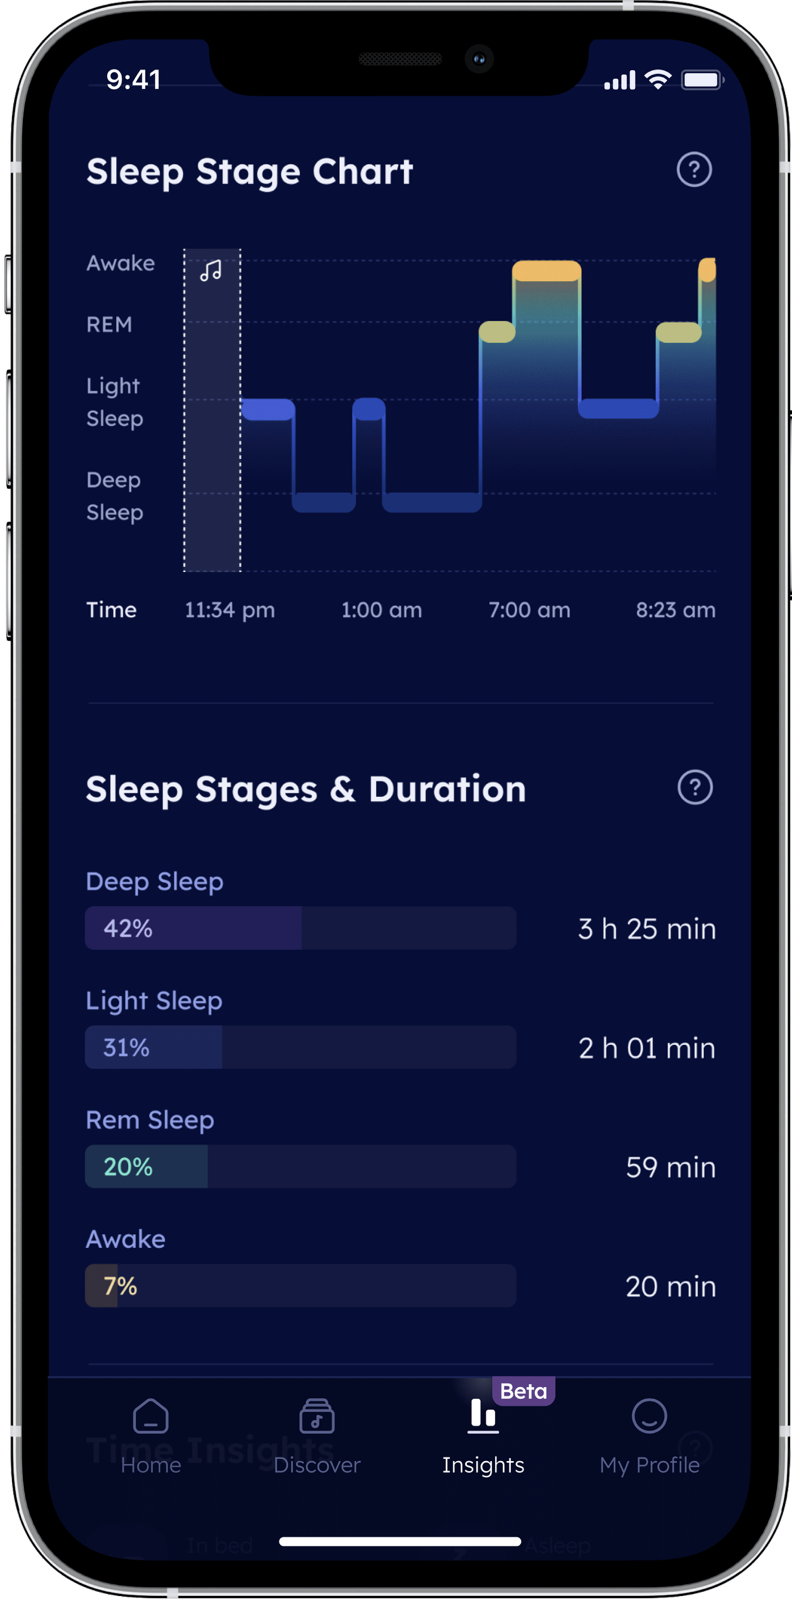 9:41
Sleep Stage Chart
?
Awake
REM
Light
Sleep
Deep
Sleep
Time 11:34 pm 1:00 am 7:00 am 8:23 am
Sleep Stages & Duration
?
Deep Sleep
42% 3 h 25 min
Light Sleep
31% 2 h 01 min
Rem Sleep
20% 59 min
Awake
7% 20 min
Beta
Time Insights
?
Home Discover Insights My Profile
In bed Asleep